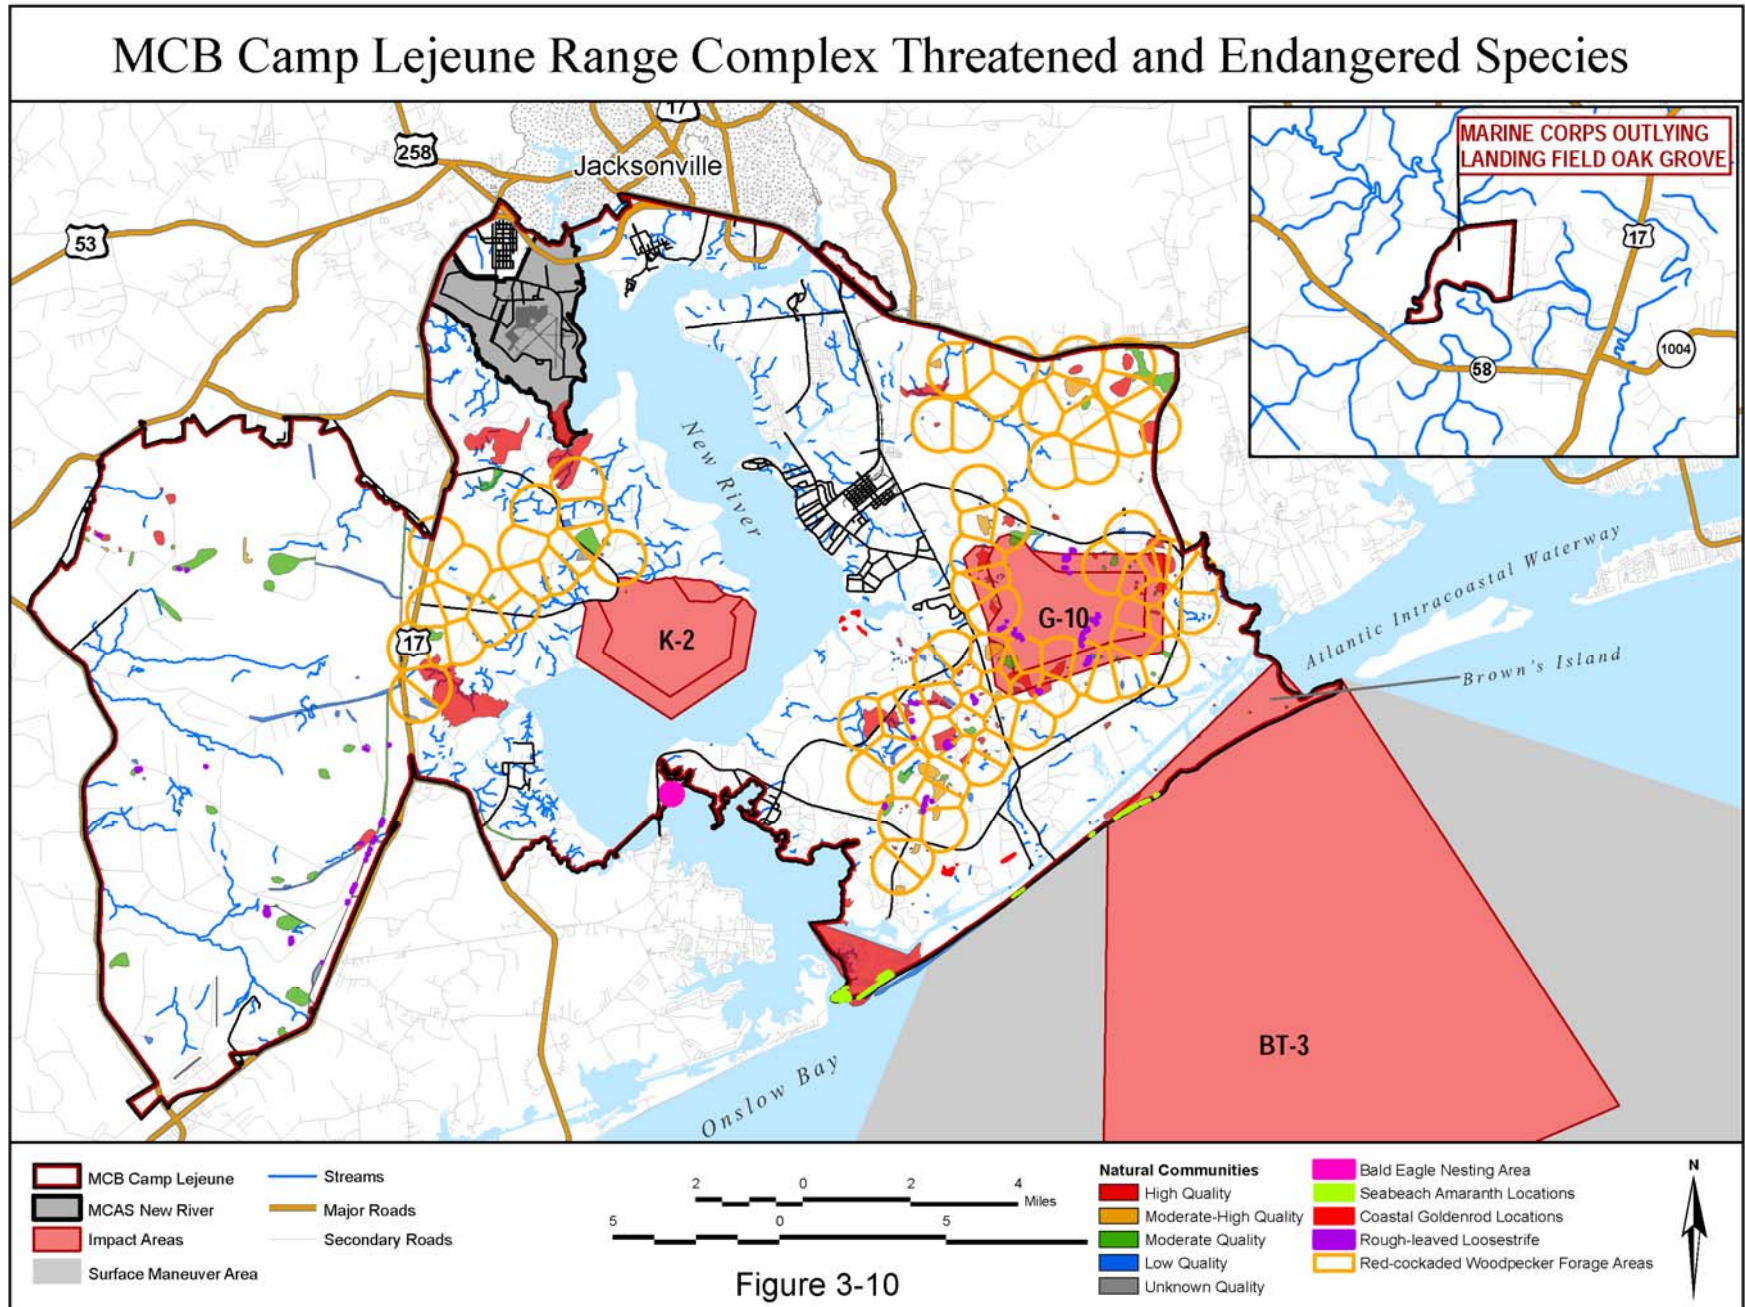 MCB Camp Lejeune Range Complex Threatened and Endangered Species
17
258
Jacksonville
53
MARINE CORPS OUTLYING
LANDING FIELD OAK GROVE
17
1004
58
New River
Atlantic Intracoastal Waterway
G-10
K-2
17
Brown's Island
BT-3
Onslow Bay
MCB Camp Lejeune
MCAS New River
Impact Areas
Surface Maneuver Area
Streams
Major Roads
Secondary Roads
2 0 2 4
Miles
5 0 5
Figure 3-10
Natural Communities
High Quality
Moderate-High Quality
Moderate Quality
Low Quality
Unknown Quality
Bald Eagle Nesting Area
Seabeach Amaranth Locations
Coastal Goldenrod Locations
Rough-leaved Loosestrife
Red-cockaded Woodpecker Forage Areas
N